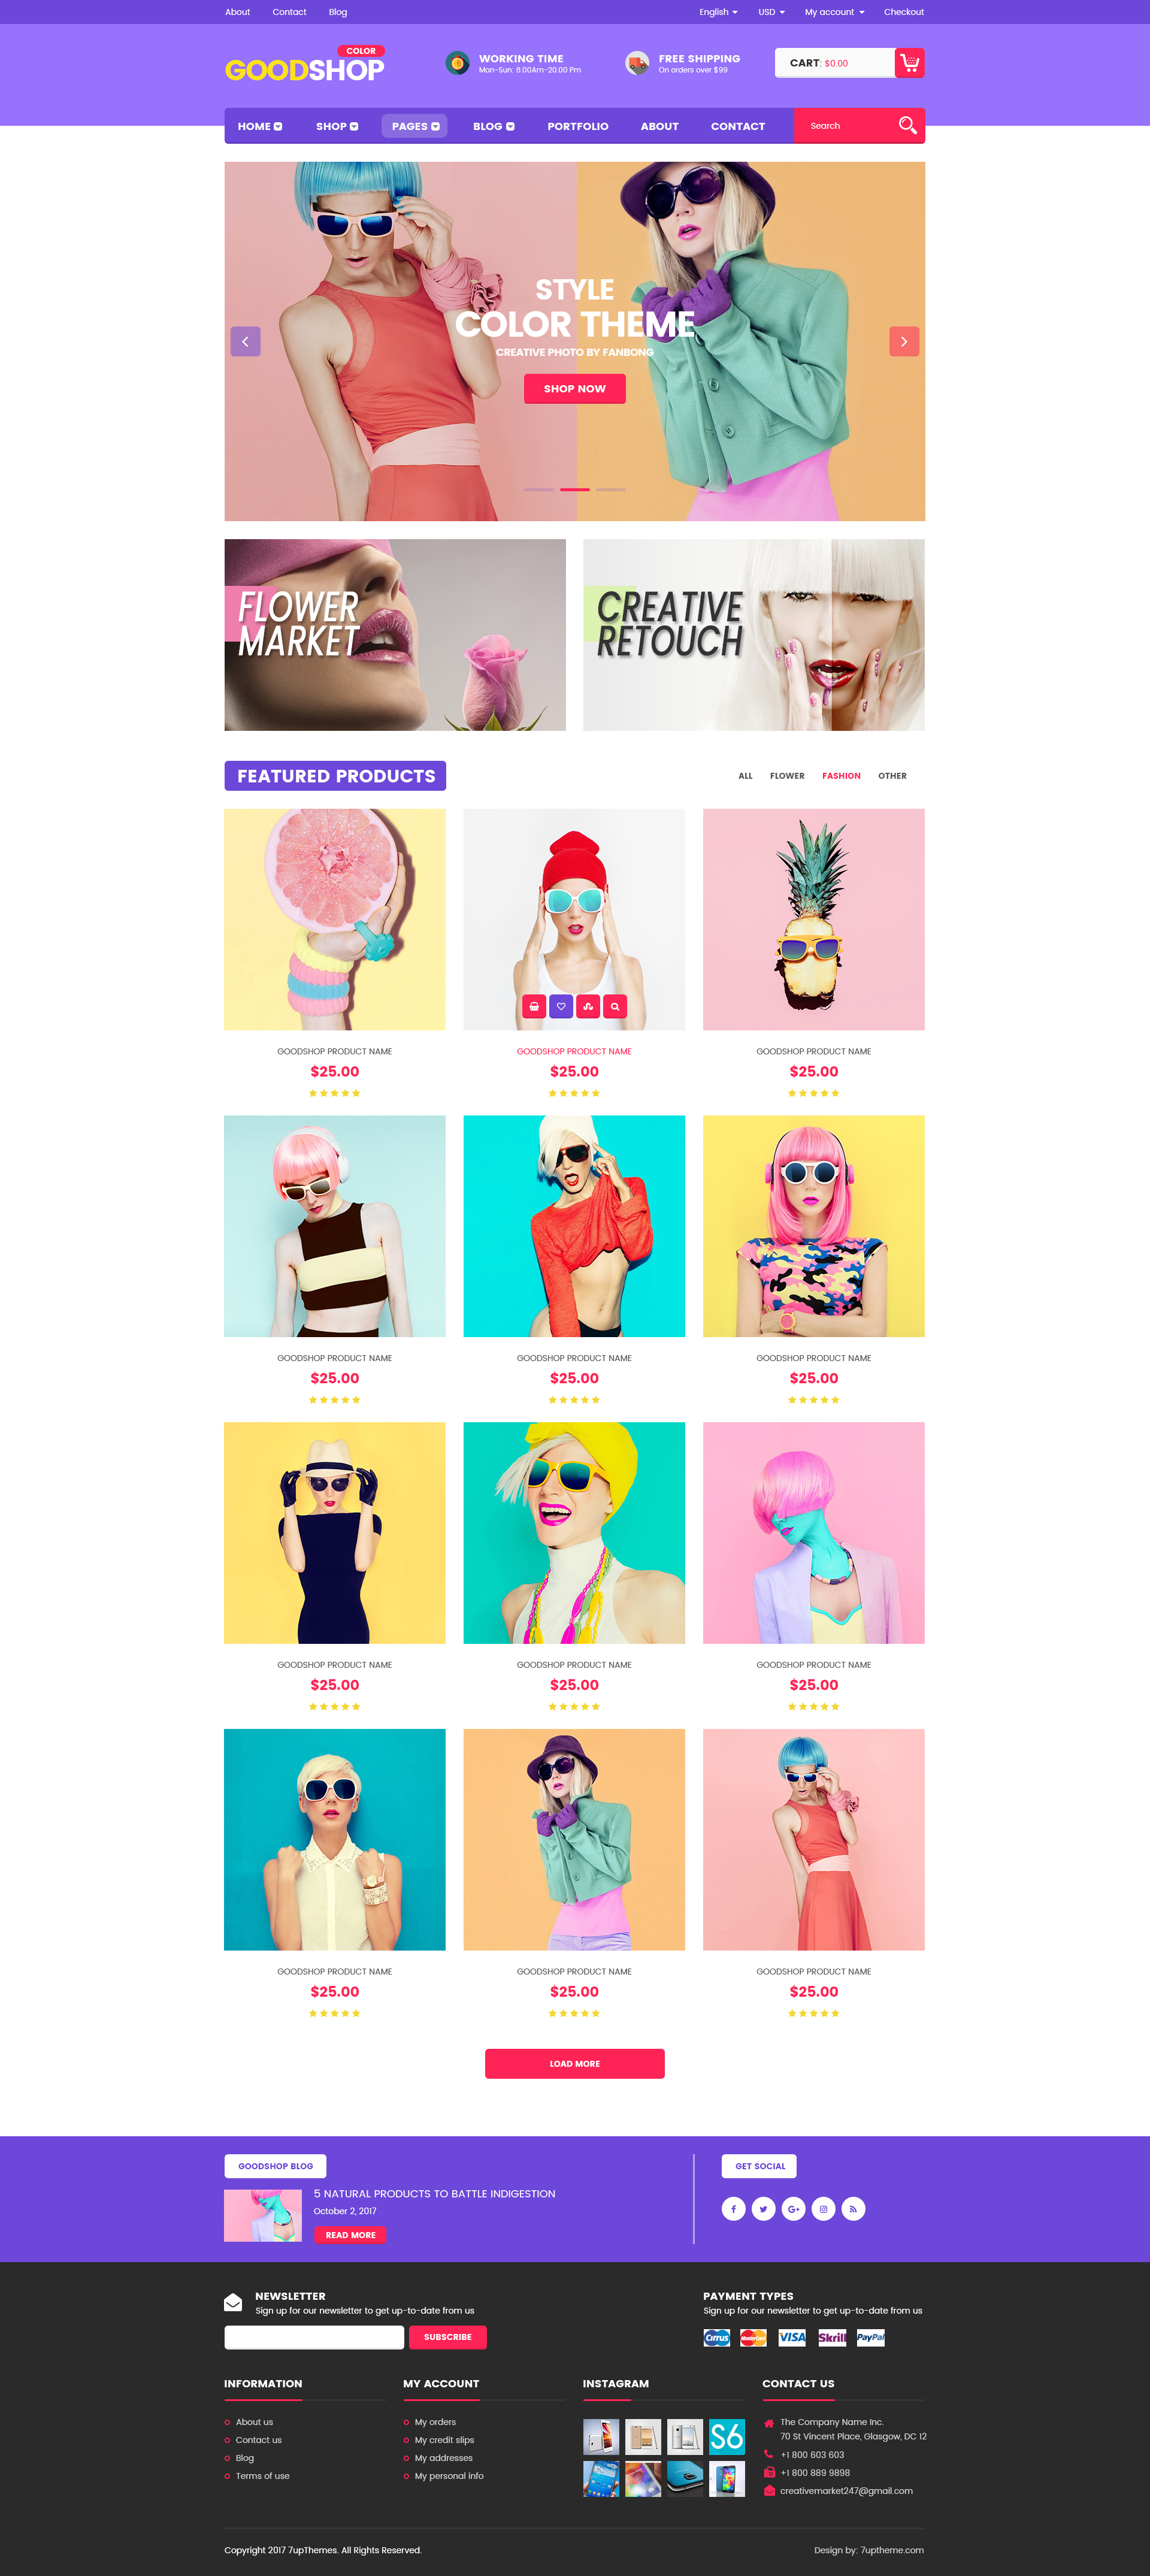 About Contact Blog English USD My account Checkout
COLOR
GOODSHOP
WORKING TIME
Mon-Sun: 8.00Am-20.00 Pm
FREE SHIPPING
On orders over $99
CART: $0.00
HOME SHOP PAGES BLOG PORTFOLIO ABOUT CONTACT Search
STYLE
COLOR THEME
CREATIVE PHOTO BY FANBONG
SHOP NOW
FLOWER
MARKET
CREATIVE
RETOUCH
FEATURED PRODUCTS
ALL FLOWER FASHION OTHER
GOODSHOP PRODUCT NAME GOODSHOP PRODUCT NAME GOODSHOP PRODUCT NAME
$25.00 $25.00 $25.00
GOODSHOP PRODUCT NAME GOODSHOP PRODUCT NAME GOODSHOP PRODUCT NAME
$25.00 $25.00 $25.00
GOODSHOP PRODUCT NAME GOODSHOP PRODUCT NAME GOODSHOP PRODUCT NAME
$25.00 $25.00 $25.00
GOODSHOP PRODUCT NAME GOODSHOP PRODUCT NAME GOODSHOP PRODUCT NAME
$25.00 $25.00 $25.00
LOAD MORE
GOODSHOP BLOG
5 NATURAL PRODUCTS TO BATTLE INDIGESTION
October 2, 2017
READ MORE
GET SOCIAL
NEWSLETTER
Sign up for our newsletter to get up-to-date from us
SUBSCRIBE
PAYMENT TYPES
Sign up for our newsletter to get up-to-date from us
Cirrus MasterCard VISA Skrill PayPal
INFORMATION
About us
Contact us
Blog
Terms of use
MY ACCOUNT
My orders
My credit slips
My addresses
My personal info
INSTAGRAM
S6
CONTACT US
The Company Name Inc.
70 St Vincent Place, Glasgow, DC 12
+1 800 603 603
+1 800 889 9898
creativemarket247@gmail.com
Copyright 2017 7upThemes. All Rights Reserved.
Design by: 7uptheme.com